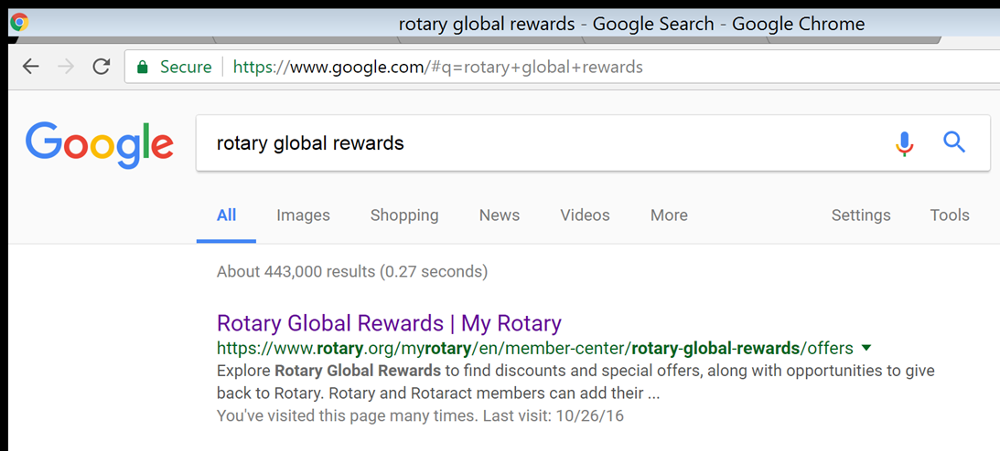 rotary global rewards - Google Search - Google Chrome
Secure https://www.google.com/#q=rotary+global+rewards
Google rotary global rewards
All Images Shopping News Videos More Settings Tools
About 443,000 results (0.27 seconds)
Rotary Global Rewards | My Rotary
https://www.rotary.org/myrotary/en/member-center/rotary-global-rewards/offers
Explore Rotary Global Rewards to find discounts and special offers, along with opportunities to give
back to Rotary. Rotary and Rotaract members can add their ...
You've visited this page many times. Last visit: 10/26/16